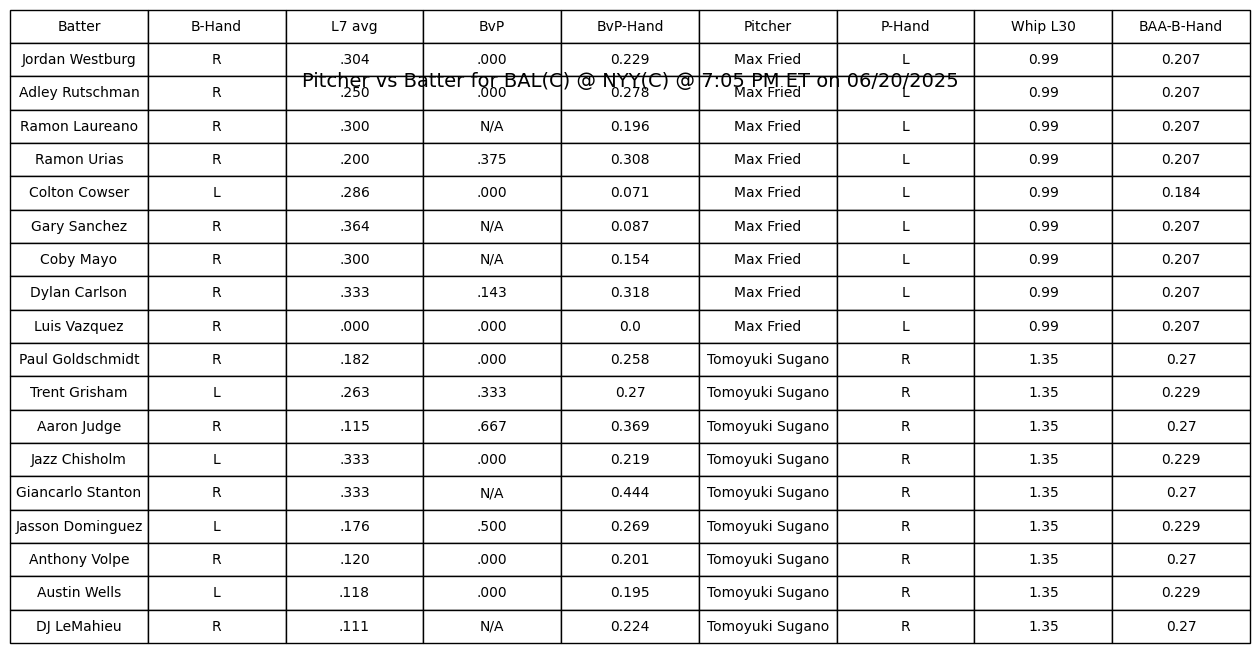 Batter B-Hand L7 avg BvP BvP-Hand Pitcher P-Hand Whip L30 BAA-B-Hand
Jordan Westburg R .304 .000 0.229 Max Fried L 0.99 0.207
Pitcher vs Batter for BAL(C) @ NYY(C) @ 7:05 PM ET on 06/20/2025
Adley Rutschman R .250 .000 0.278 Max Fried L 0.99 0.207
Ramon Laureano R .300 N/A 0.196 Max Fried L 0.99 0.207
Ramon Urias R .200 .375 0.308 Max Fried L 0.99 0.207
Colton Cowser L .286 .000 0.071 Max Fried L 0.99 0.184
Gary Sanchez R .364 N/A 0.087 Max Fried L 0.99 0.207
Coby Mayo R .300 N/A 0.154 Max Fried L 0.99 0.207
Dylan Carlson R .333 .143 0.318 Max Fried L 0.99 0.207
Luis Vazquez R .000 .000 0.0 Max Fried L 0.99 0.207
Paul Goldschmidt R .182 .000 0.258 Tomoyuki Sugano R 1.35 0.27
Trent Grisham L .263 .333 0.27 Tomoyuki Sugano R 1.35 0.229
Aaron Judge R .115 .667 0.369 Tomoyuki Sugano R 1.35 0.27
Jazz Chisholm L .333 .000 0.219 Tomoyuki Sugano R 1.35 0.229
Giancarlo Stanton R .333 N/A 0.444 Tomoyuki Sugano R 1.35 0.27
Jasson Dominguez L .176 .500 0.269 Tomoyuki Sugano R 1.35 0.229
Anthony Volpe R .120 .000 0.201 Tomoyuki Sugano R 1.35 0.27
Austin Wells L .118 .000 0.195 Tomoyuki Sugano R 1.35 0.229
DJ LeMahieu R .111 N/A 0.224 Tomoyuki Sugano R 1.35 0.27